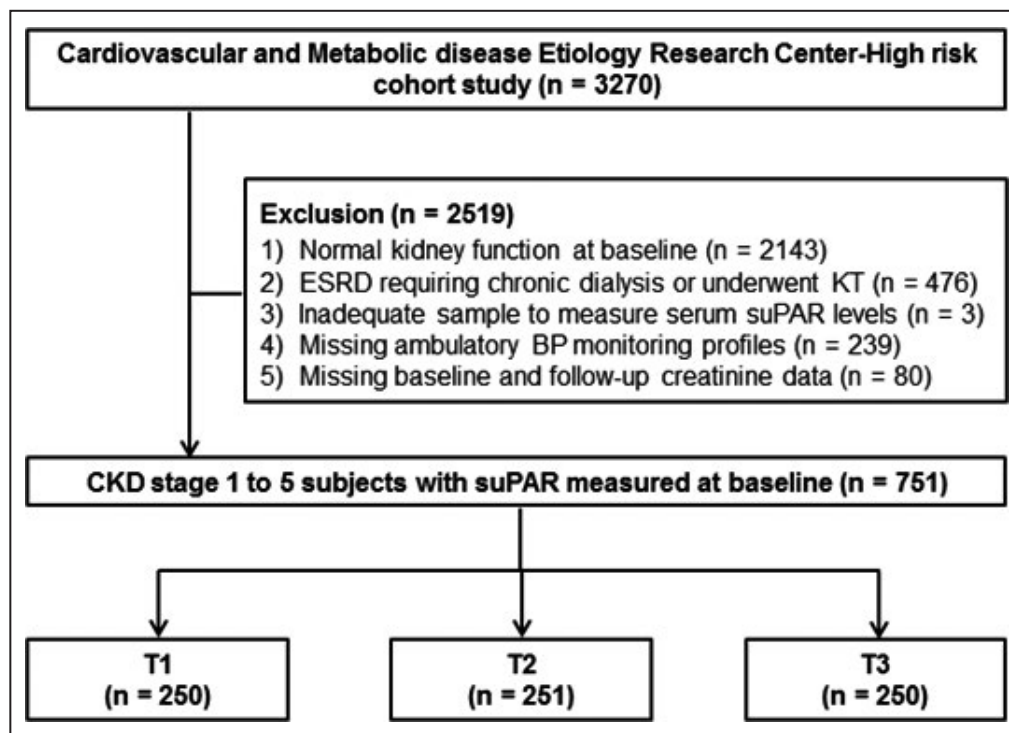 Cardiovascular and Metabolic disease Etiology Research Center-High risk
cohort study (n = 3270)
Exclusion (n = 2519)
1) Normal kidney function at baseline (n = 2143)
2) ESRD requiring chronic dialysis or underwent KT (n = 476)
3) Inadequate sample to measure serum suPAR levels (n = 3)
4) Missing ambulatory BP monitoring profiles (n = 239)
5) Missing baseline and follow-up creatinine data (n = 80)
CKD stage 1 to 5 subjects with suPAR measured at baseline (n = 751)
T1
(n = 250)
T2
(n = 251)
T3
(n = 250)